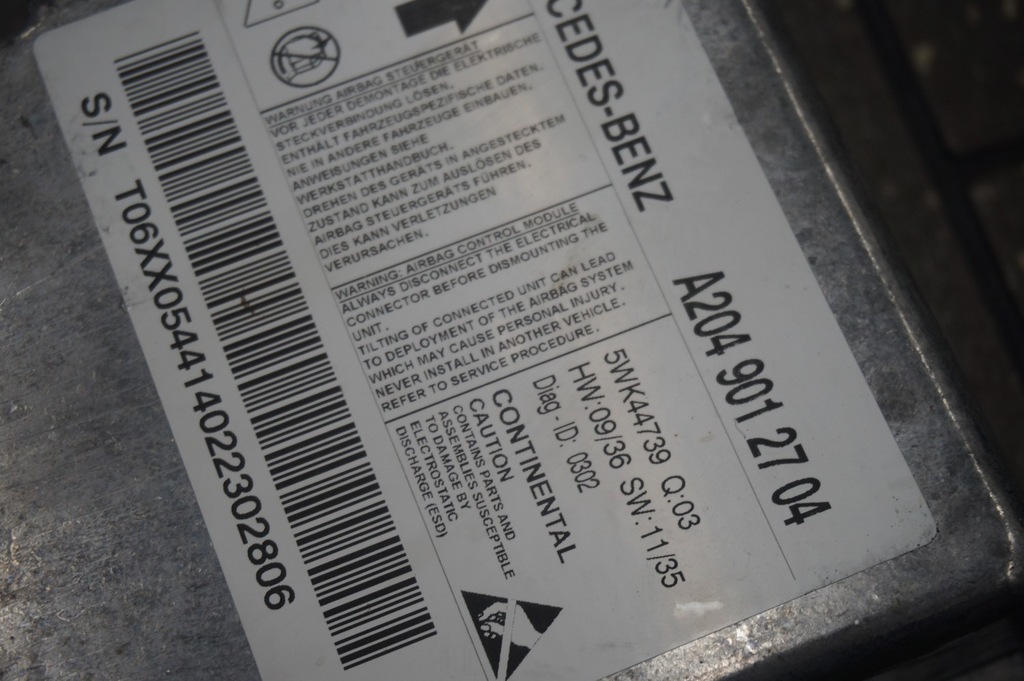 CEDES-BENZ
A204 901 27 04
WARNUNG AIRBAG STEUERGERÄT
VOR JEDER DEMONTAGE DIE ELEKTRISCHE
STECKVERBINDUNG LÖSEN.
ENTHÄLT FAHRZEUGSPEZIFISCHE DATEN.
NIE IN ANDERE FAHRZEUGE EINBAUEN.
ANWEISUNGEN SIEHE
WERKSTATTHANDBUCH.
DREHEN DES GERÄTS IN ANGESTECKTEM
ZUSTAND KANN ZUM AUSLÖSEN DES
AIRBAG STEUERGERÄTS FÜHREN.
DIES KANN VERLETZUNGEN
VERURSACHEN.
WARNING: AIRBAG CONTROL MODULE
ALWAYS DISCONNECT THE ELECTRICAL
CONNECTOR BEFORE DISMOUNTING THE
UNIT.
TILTING OF CONNECTED UNIT CAN LEAD
TO DEPLOYMENT OF THE AIRBAG SYSTEM
WHICH MAY CAUSE PERSONAL INJURY.
NEVER INSTALL IN ANOTHER VEHICLE.
REFER TO SERVICE PROCEDURE.
5WK44739 Q:03
HW:09/36 SW:11/35
Diag.-ID: 0302
CONTINENTAL
CAUTION
CONTAINS PARTS AND
ASSEMBLIES SUSCEPTIBLE
TO DAMAGE BY
ELECTROSTATIC
DISCHARGE (ESD)
S/N T06XX054414022302806